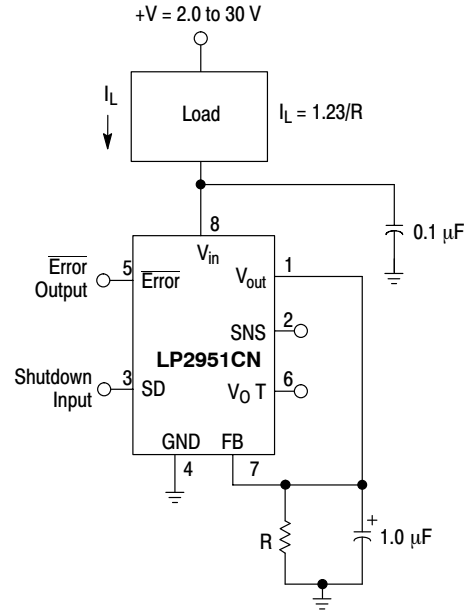 +V = 2.0 to 30 V
I_L
Load
I_L = 1.23/R
8
0.1 µF
V_in
Error
Output
5
Error
V_out
1
SNS
2
LP2951CN
Shutdown
Input
3
SD
V_O T
6
GND
FB
4
7
R
+
1.0 µF